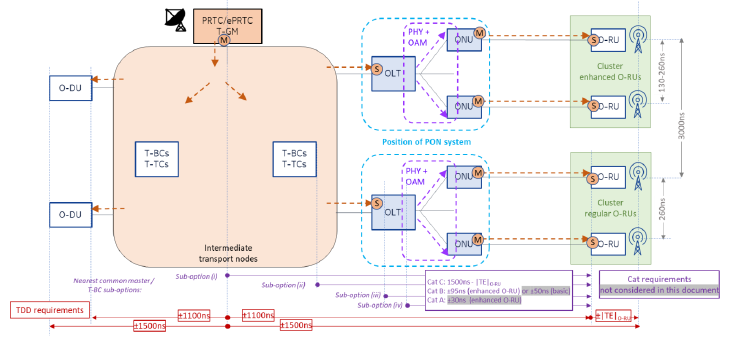 PRTC/ePRTC
T-GM
M
PHY +
OAM
ONU
M
S
O-RU
S
OLT
Cluster
enhanced O-RUs
130-260ns
O-DU
ONU
M
S
O-RU
3000ns
Position of PON system
T-BCs
T-TCs
T-BCs
T-TCs
PHY +
OAM
ONU
M
S
O-RU
S
OLT
Cluster
regular O-RUs
260ns
O-DU
ONU
M
S
O-RU
Intermediate
transport nodes
Nearest common master/
T-BC sub-options:
Sub-option (i)
Sub-option (ii)
Sub-option (iii)
Sub-option (iv)
Cat C: 1500ns - |TE|O-RU
Cat B: ±95ns (enhanced O-RU) or ±50ns (basic)
Cat A: ±30ns (enhanced O-RU)
Cat requirements
not considered in this document
TDD requirements
±1100ns
±1100ns
±|TE|O-RU
±1500ns
±1500ns